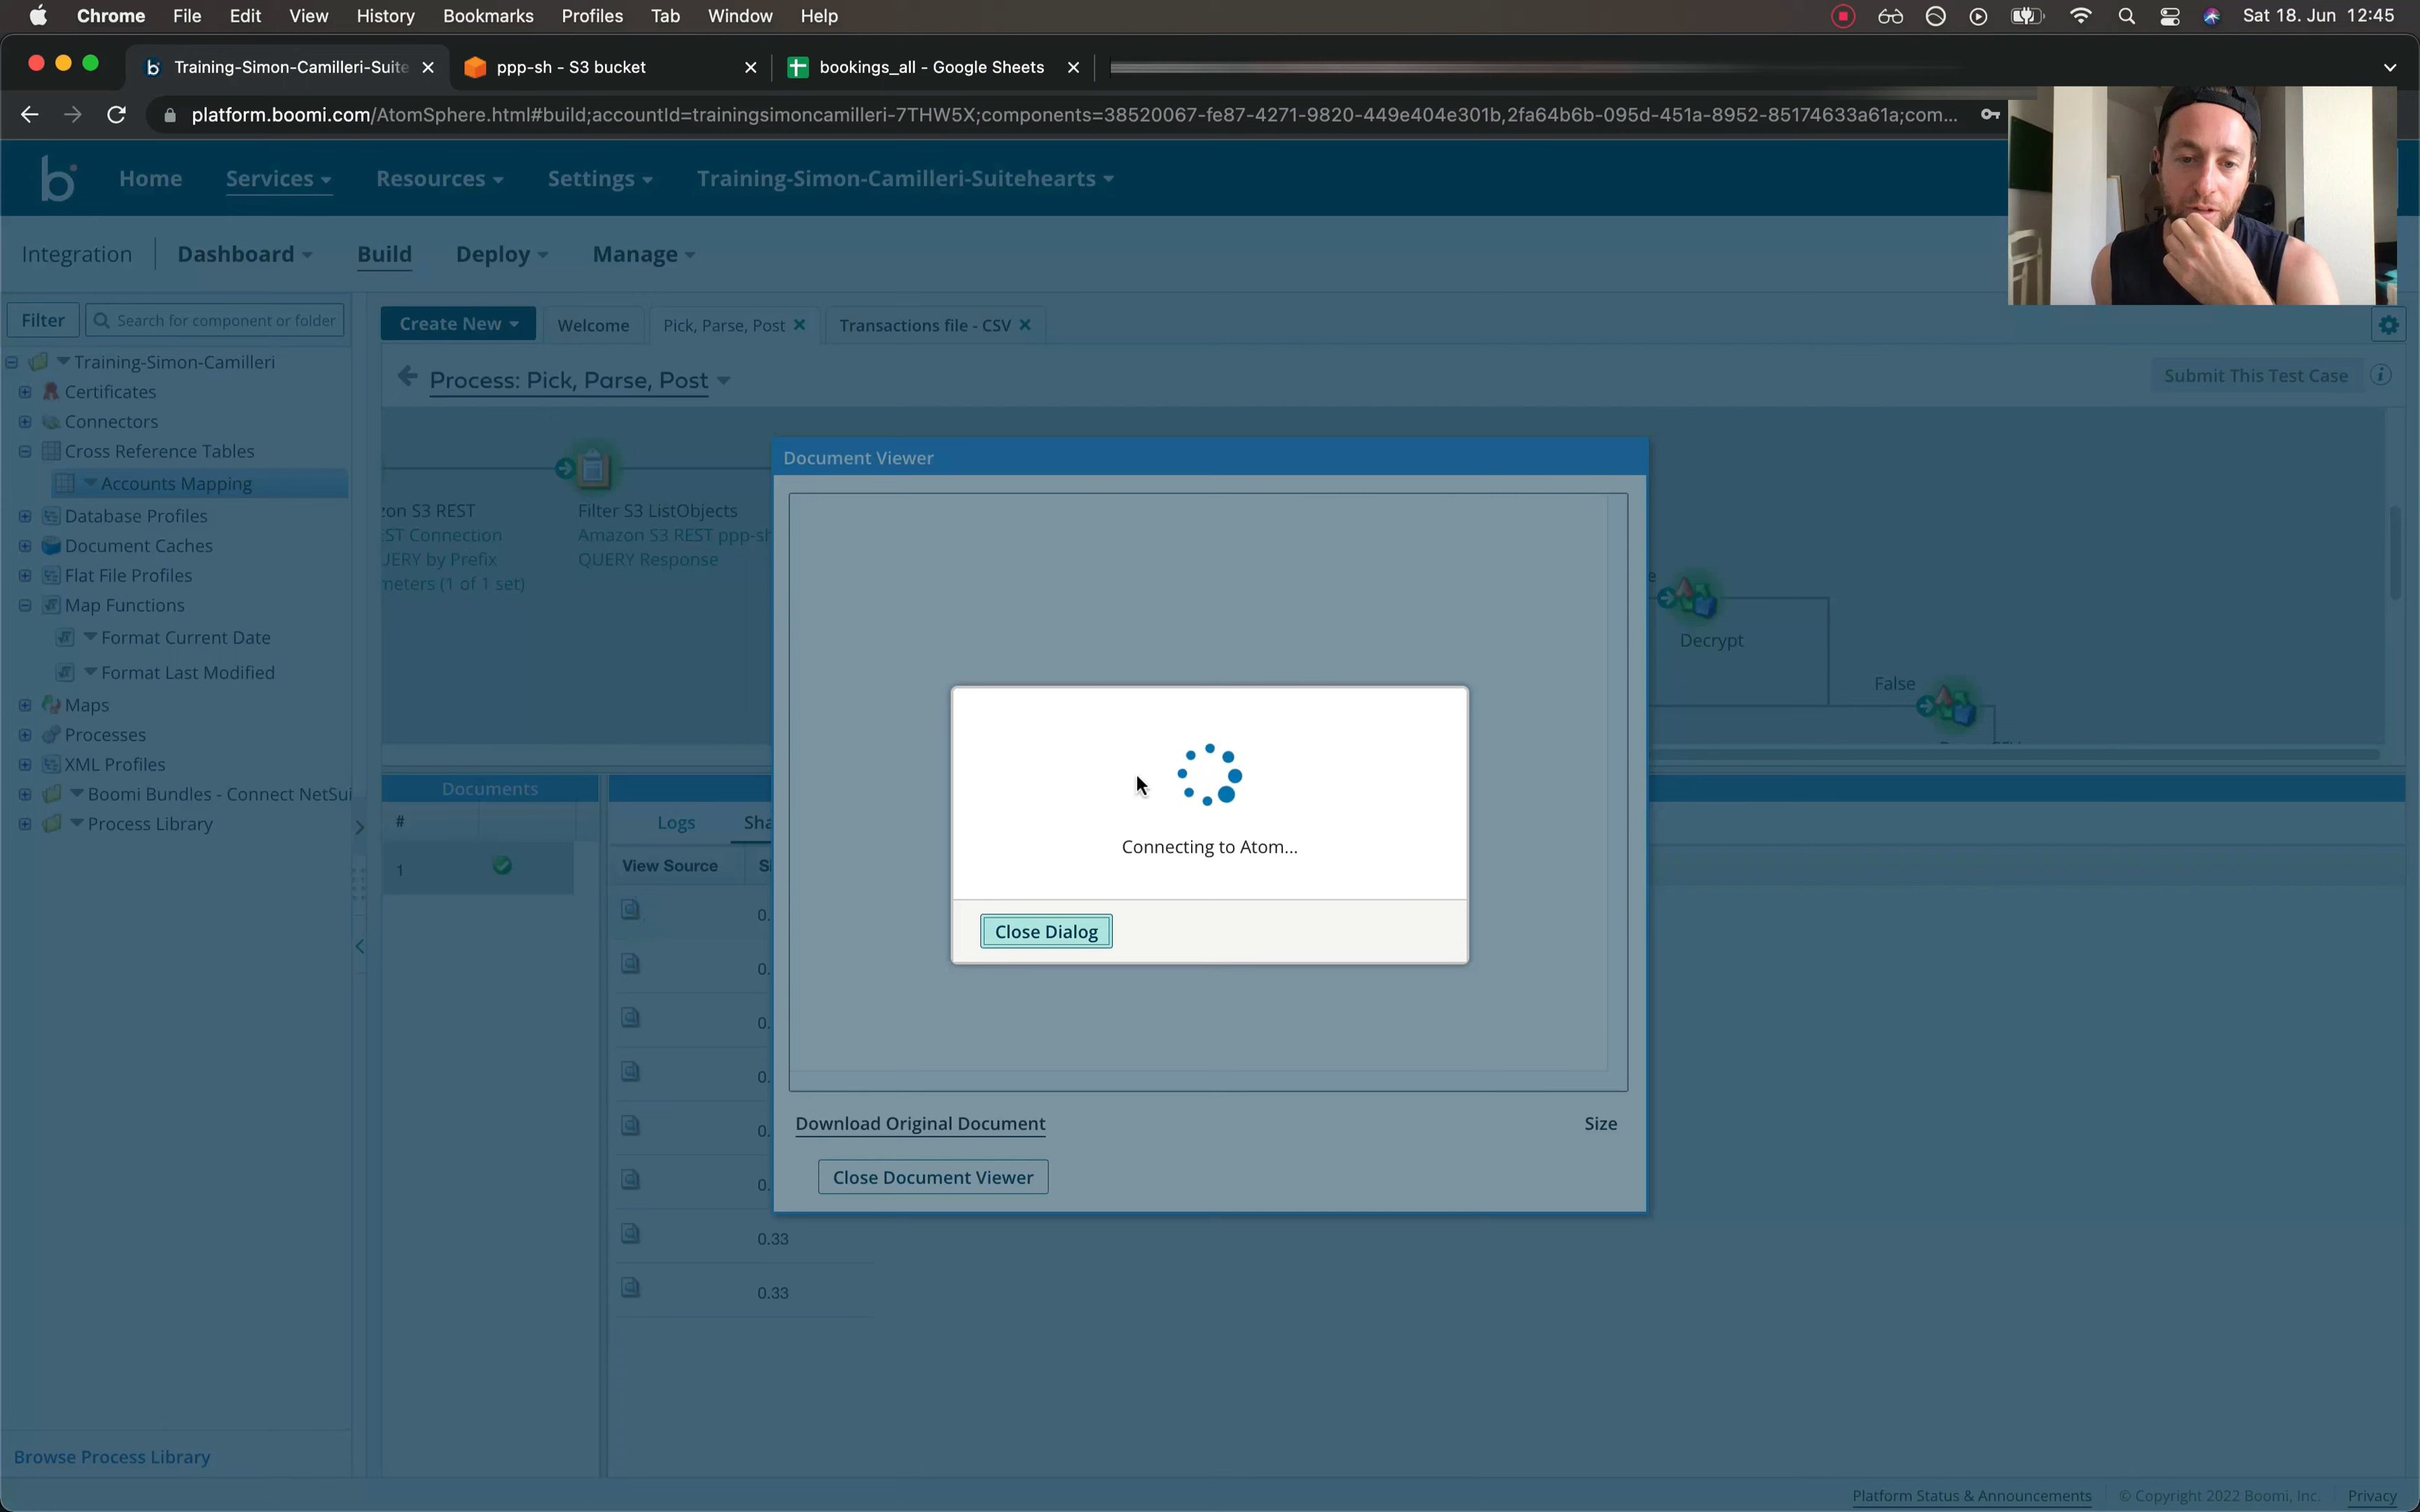 Chrome File Edit View History Bookmarks Profiles Tab Window Help Sat 18. Jun 12:45
Training-Simon-Camilleri-Suite ppp-sh - S3 bucket bookings_all - Google Sheets
platform.boomi.com/AtomSphere.html#build;accountId=trainingsimoncamilleri-7THW5X;components=38520067-fe87-4271-9820-449e404e301b,2fa64b6b-095d-451a-8952-85174633a61a;com...
Home Services Resources Settings Training-Simon-Camilleri-Suitehearts
Integration Dashboard Build Deploy Manage
Filter Search for component or folder
Create New Welcome Pick, Parse, Post Transactions file - CSV
Training-Simon-Camilleri
Certificates
Connectors
Cross Reference Tables
Accounts Mapping
Database Profiles
Document Caches
Flat File Profiles
Map Functions
Format Current Date
Format Last Modified
Maps
Processes
XML Profiles
Boomi Bundles - Connect NetSui
Process Library
Browse Process Library
Process: Pick, Parse, Post
Submit This Test Case
zon S3 REST
EST Connection
UERY by Prefix
meters (1 of 1 set)
Filter S3 ListObjects
Amazon S3 REST ppp-sh
QUERY Response
Decrypt
False
Document Viewer
Connecting to Atom...
Close Dialog
Download Original Document Size
Close Document Viewer
Documents
#
1
Logs Sha
View Source S
0.
0.
0.
0.
0.
0.
0.33
0.33
Platform Status & Announcements © Copyright 2022 Boomi, Inc. Privacy